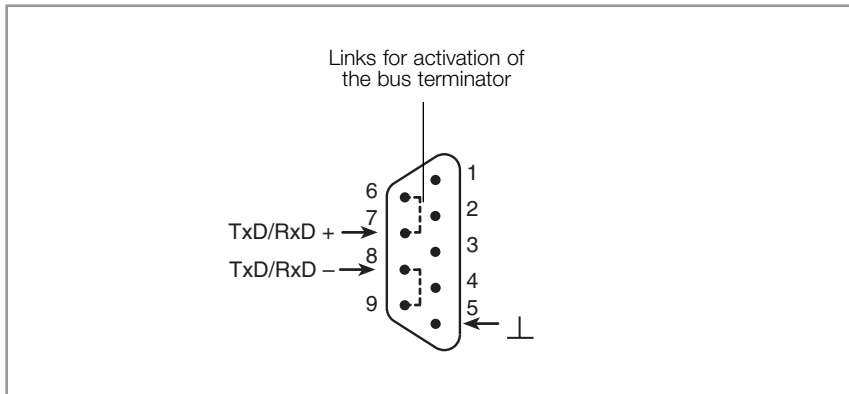 Links for activation of
the bus terminator
1
6
2
7
TxD/RxD +
3
8
TxD/RxD –
4
9
5